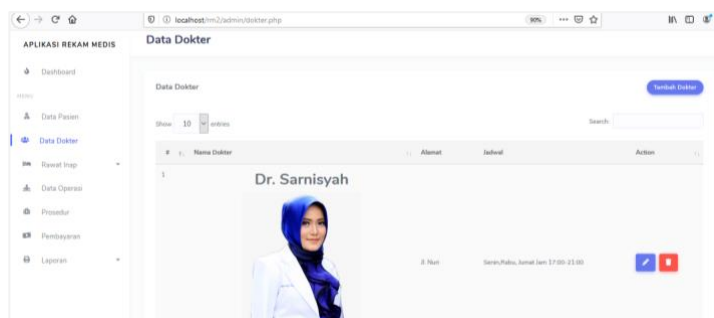 localhost/rm2/admin/dokter.php
90%
APLIKASI REKAM MEDIS
Data Dokter
Dashboard
MENU
Data Pasien
Data Dokter
Rawat Inap
Data Operasi
Prosedur
Pembayaran
Laporan
Data Dokter
Tambah Dokter
Show 10 entries
Search:
# Nama Dokter Alamat Jadwal Action
1
Dr. Sarnisyah
Jl. Nuri
Senin,Rabu, Jumat Jam 17:00-21:00